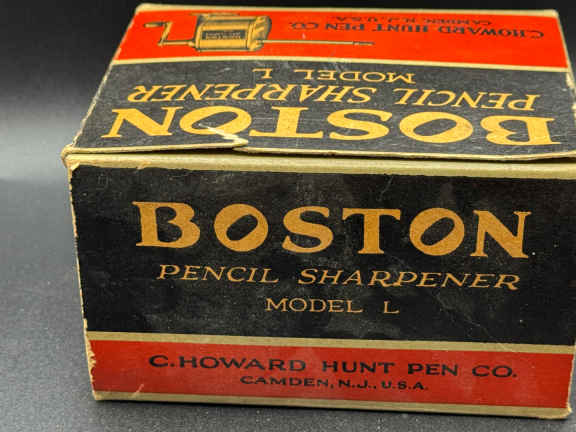 C. HOWARD HUNT PEN CO.
CAMDEN, N.J., U.S.A.
BOSTON
PENCIL SHARPENER
MODEL L
BOSTON
PENCIL SHARPENER
MODEL L
C. HOWARD HUNT PEN CO.
CAMDEN, N.J., U.S.A.